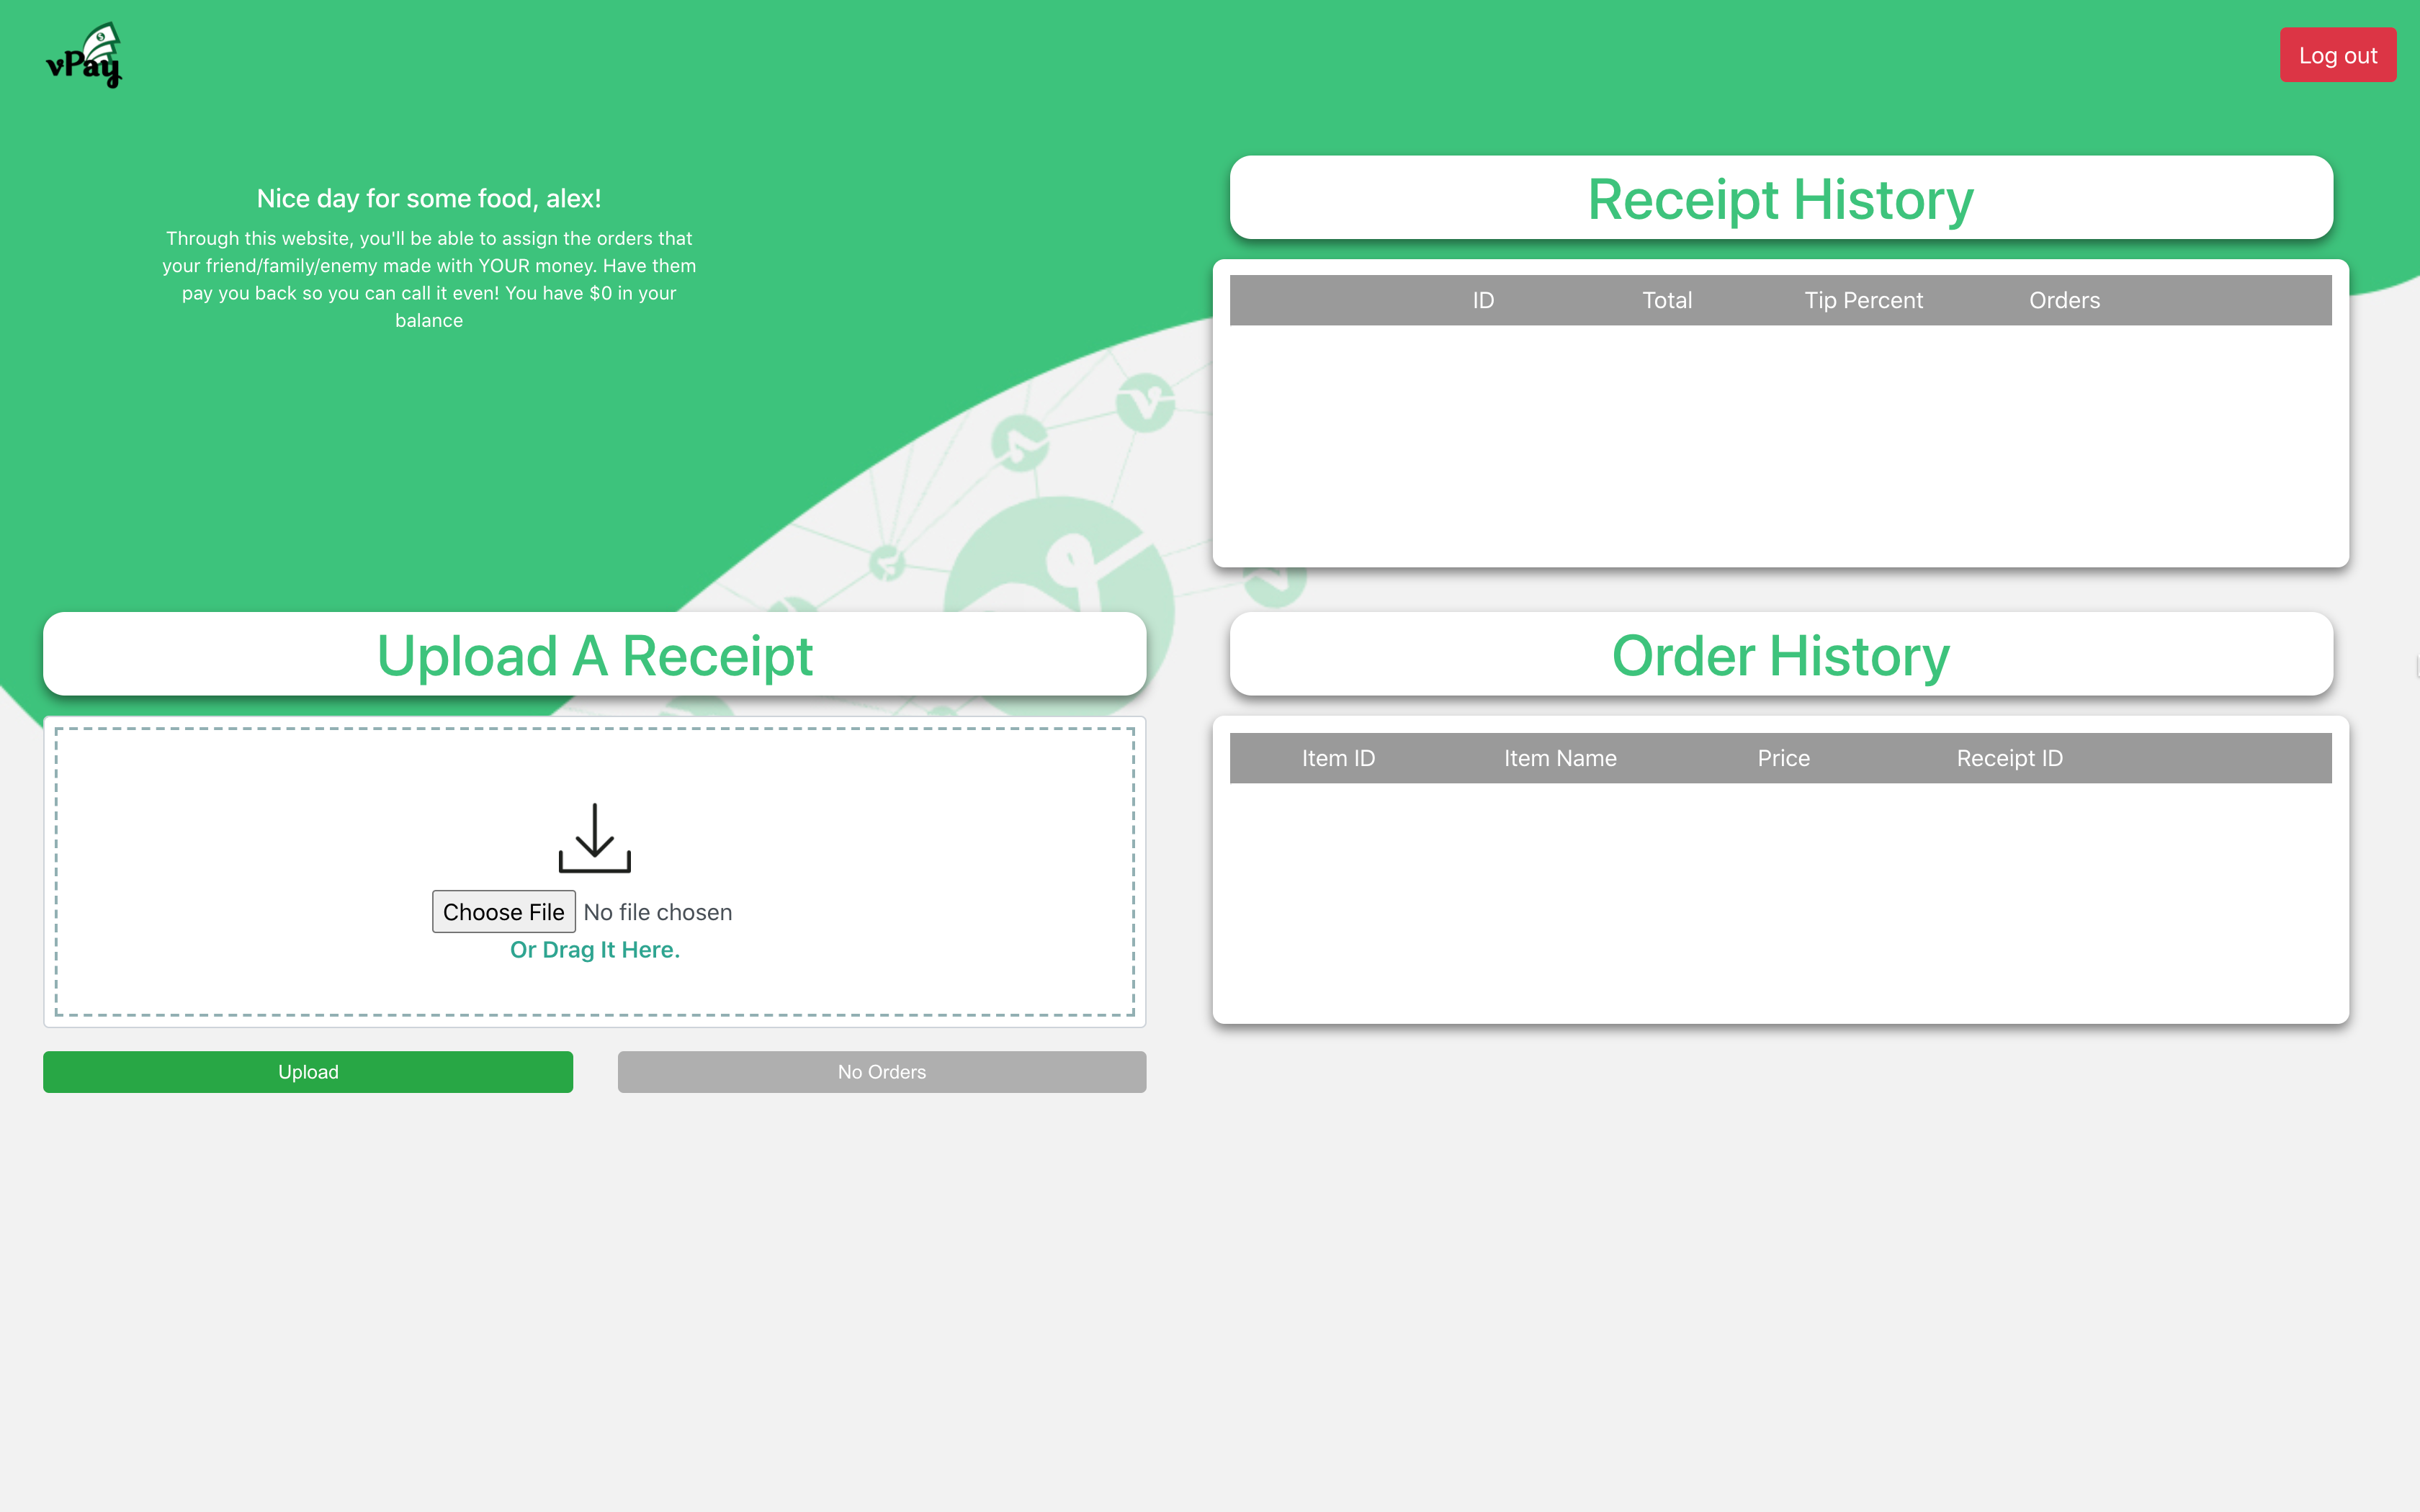 vPay
Log out
Nice day for some food, alex!
Through this website, you'll be able to assign the orders that
your friend/family/enemy made with YOUR money. Have them
pay you back so you can call it even! You have $0 in your
balance
Receipt History
ID Total Tip Percent Orders
Upload A Receipt
Choose File No file chosen
Or Drag It Here.
Upload No Orders
Order History
Item ID Item Name Price Receipt ID